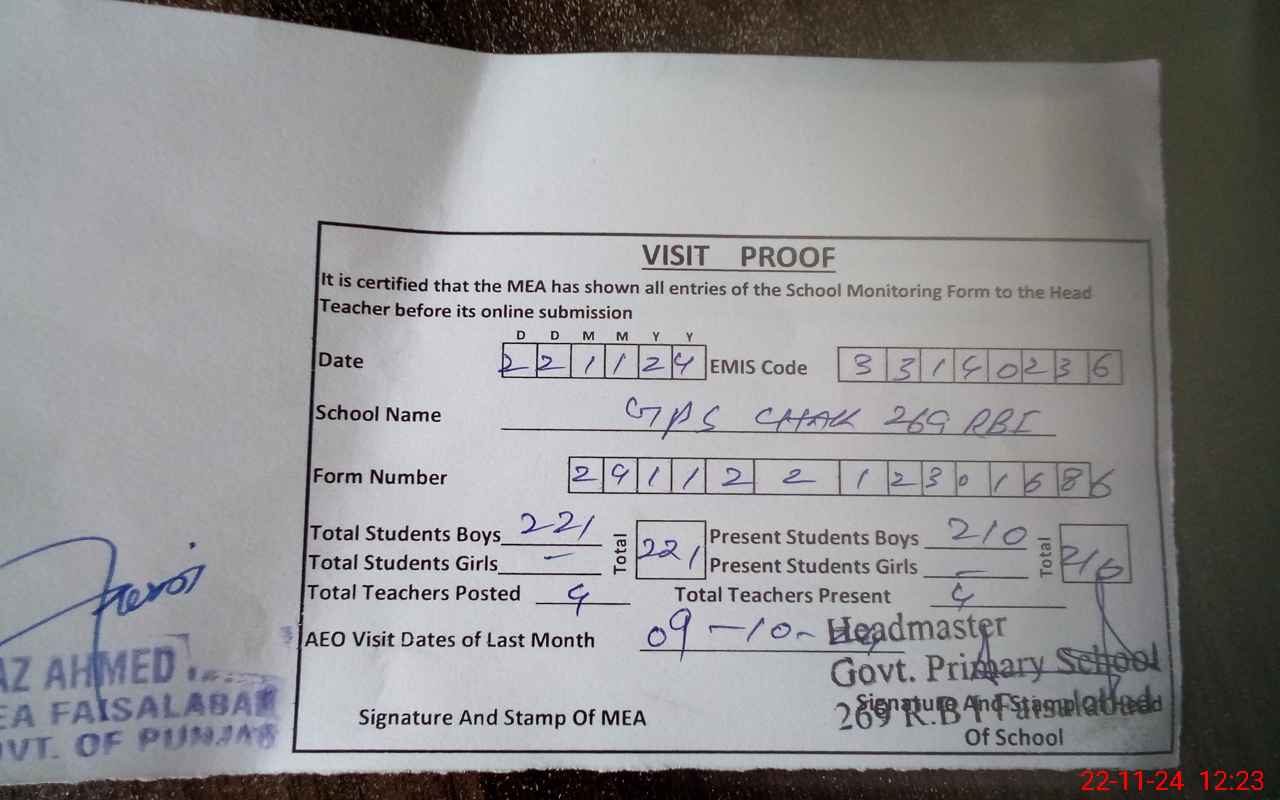 VISIT PROOF
It is certified that the MEA has shown all entries of the School Monitoring Form to the Head
Teacher before its online submission
D D M M Y Y
Date 2 2 1 1 2 4 EMIS Code 3 3 1 4 0 2 3 6
School Name GPS CHAK 269 RBI
Form Number 2 4 1 1 2 2 1 2 3 0 1 6 8 6
Total Students Boys 221 Total 221 Present Students Boys 210 Total 210
Total Students Girls – Present Students Girls –
Total Teachers Posted 4 Total Teachers Present 4
AEO Visit Dates of Last Month 09-10-
Headmaster
Govt. Primary School
269 R.B I Faisalabad
Signature And Stamp Of MEA Signature And Stamp Of Head
Of School
AZ AHMED
EA FAISALABAD
OVT. OF PUNJAB
22-11-24 12:23